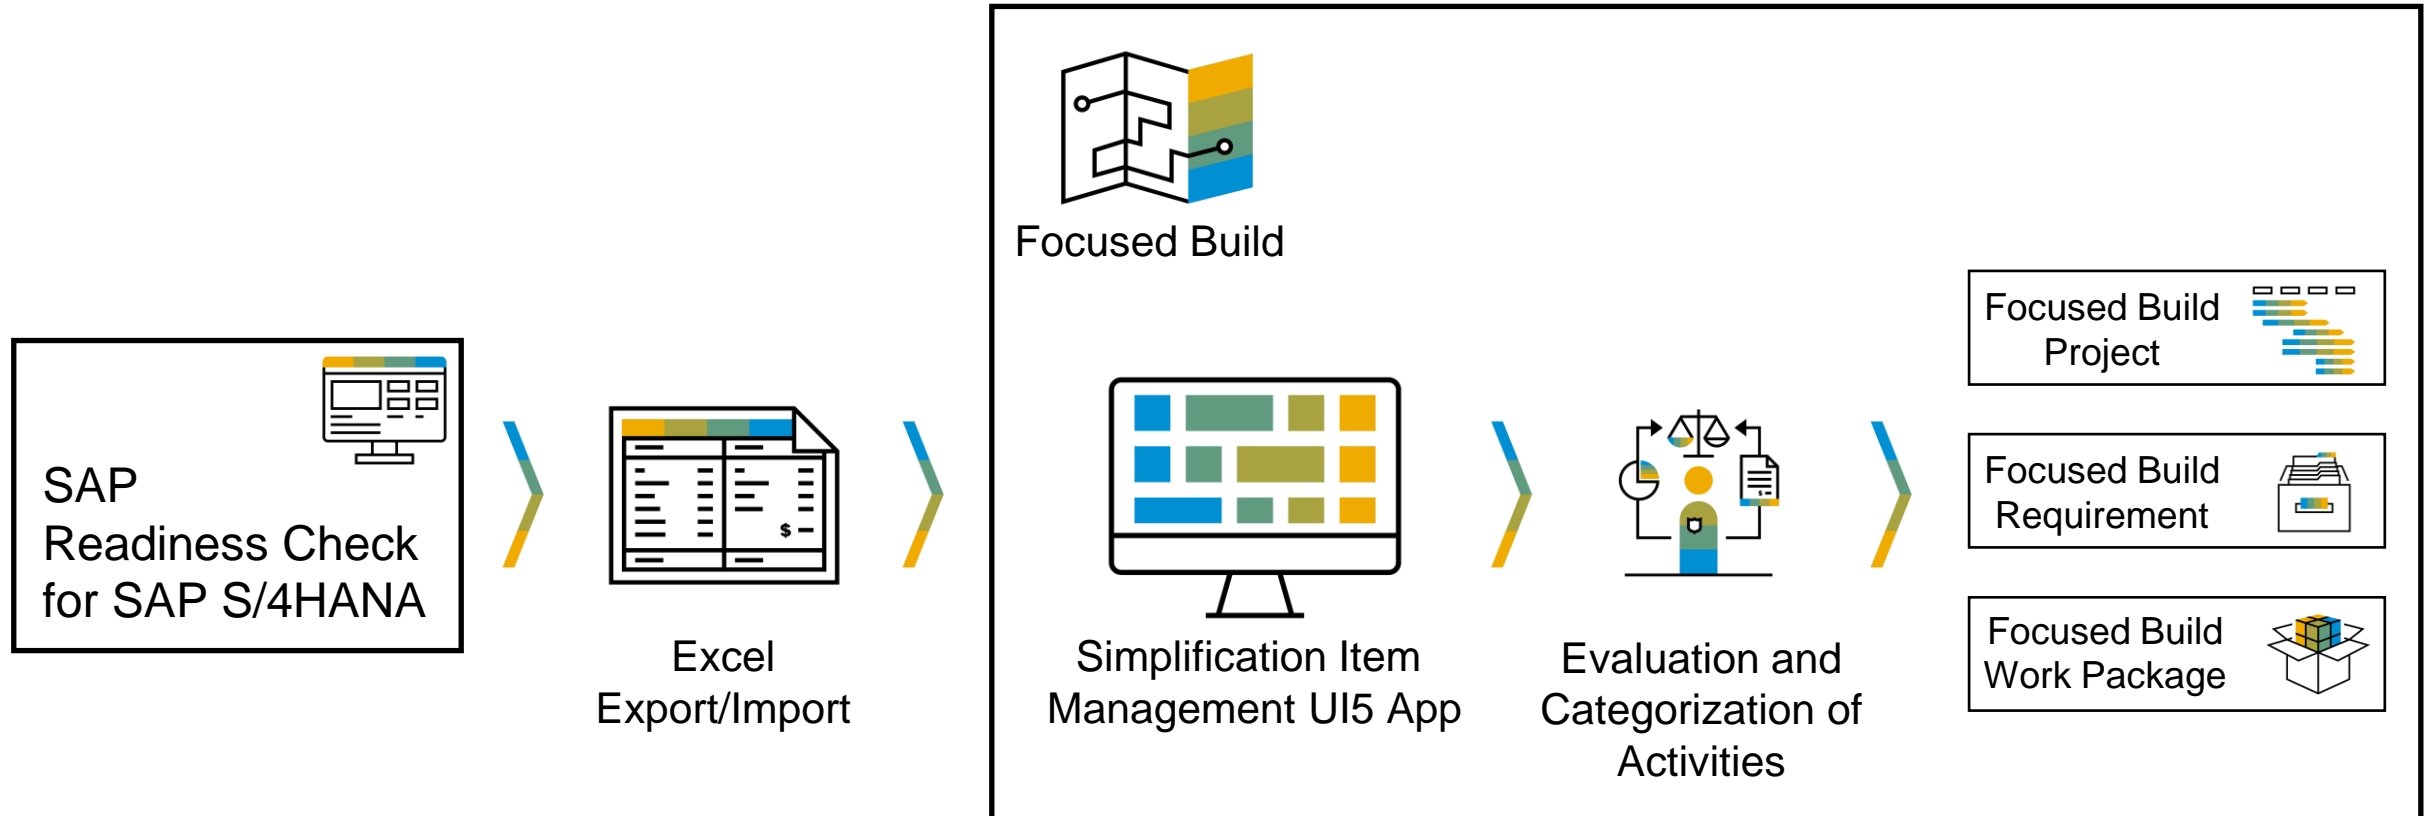 SAP
Readiness Check
for SAP S/4HANA
Excel
Export/Import
Focused Build
Simplification Item
Management UI5 App
Evaluation and
Categorization of
Activities
Focused Build
Project
Focused Build
Requirement
Focused Build
Work Package